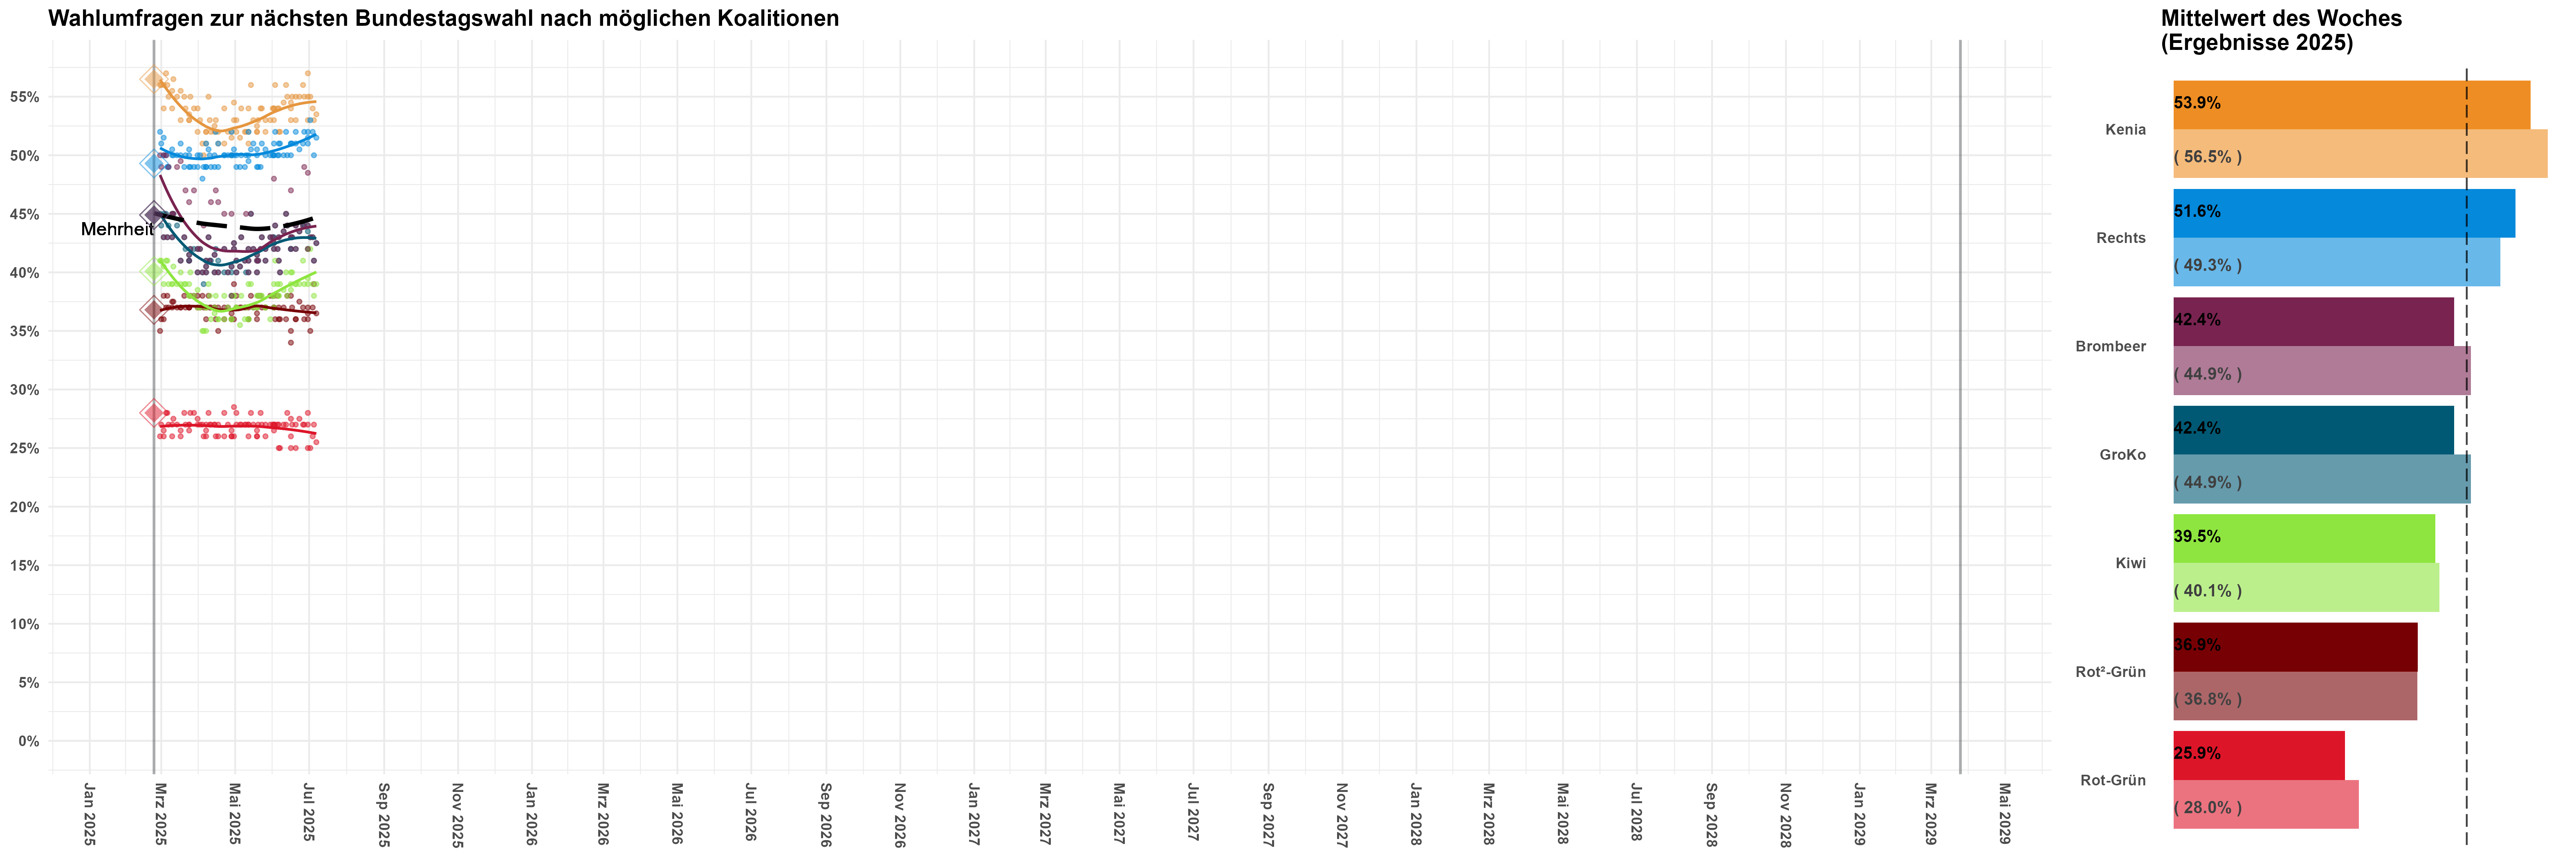 Wahlumfragen zur nächsten Bundestagswahl nach möglichen Koalitionen
55%
50%
45%
40%
35%
30%
25%
20%
15%
10%
5%
0%
Mehrheit
Jan 2025
Mrz 2025
Mai 2025
Jul 2025
Sep 2025
Nov 2025
Jan 2026
Mrz 2026
Mai 2026
Jul 2026
Sep 2026
Nov 2026
Jan 2027
Mrz 2027
Mai 2027
Jul 2027
Sep 2027
Nov 2027
Jan 2028
Mrz 2028
Mai 2028
Jul 2028
Sep 2028
Nov 2028
Jan 2029
Mrz 2029
Mai 2029
Mittelwert des Woches
(Ergebnisse 2025)
53.9%
Kenia
( 56.5% )
51.6%
Rechts
( 49.3% )
42.4%
Brombeer
( 44.9% )
42.4%
GroKo
( 44.9% )
39.5%
Kiwi
( 40.1% )
36.9%
Rot²-Grün
( 36.8% )
25.9%
Rot-Grün
( 28.0% )